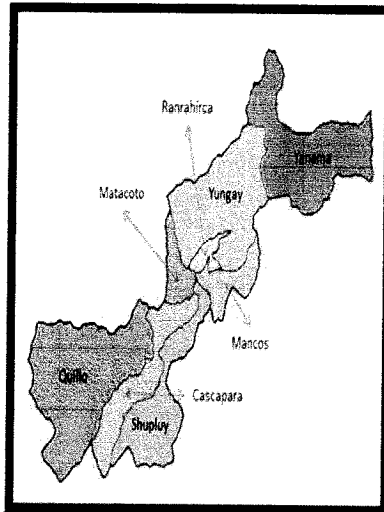 Ranrahirca
Yanama
Matacoto
Yungay
Mancos
Quillo
Cascapara
Shupluy